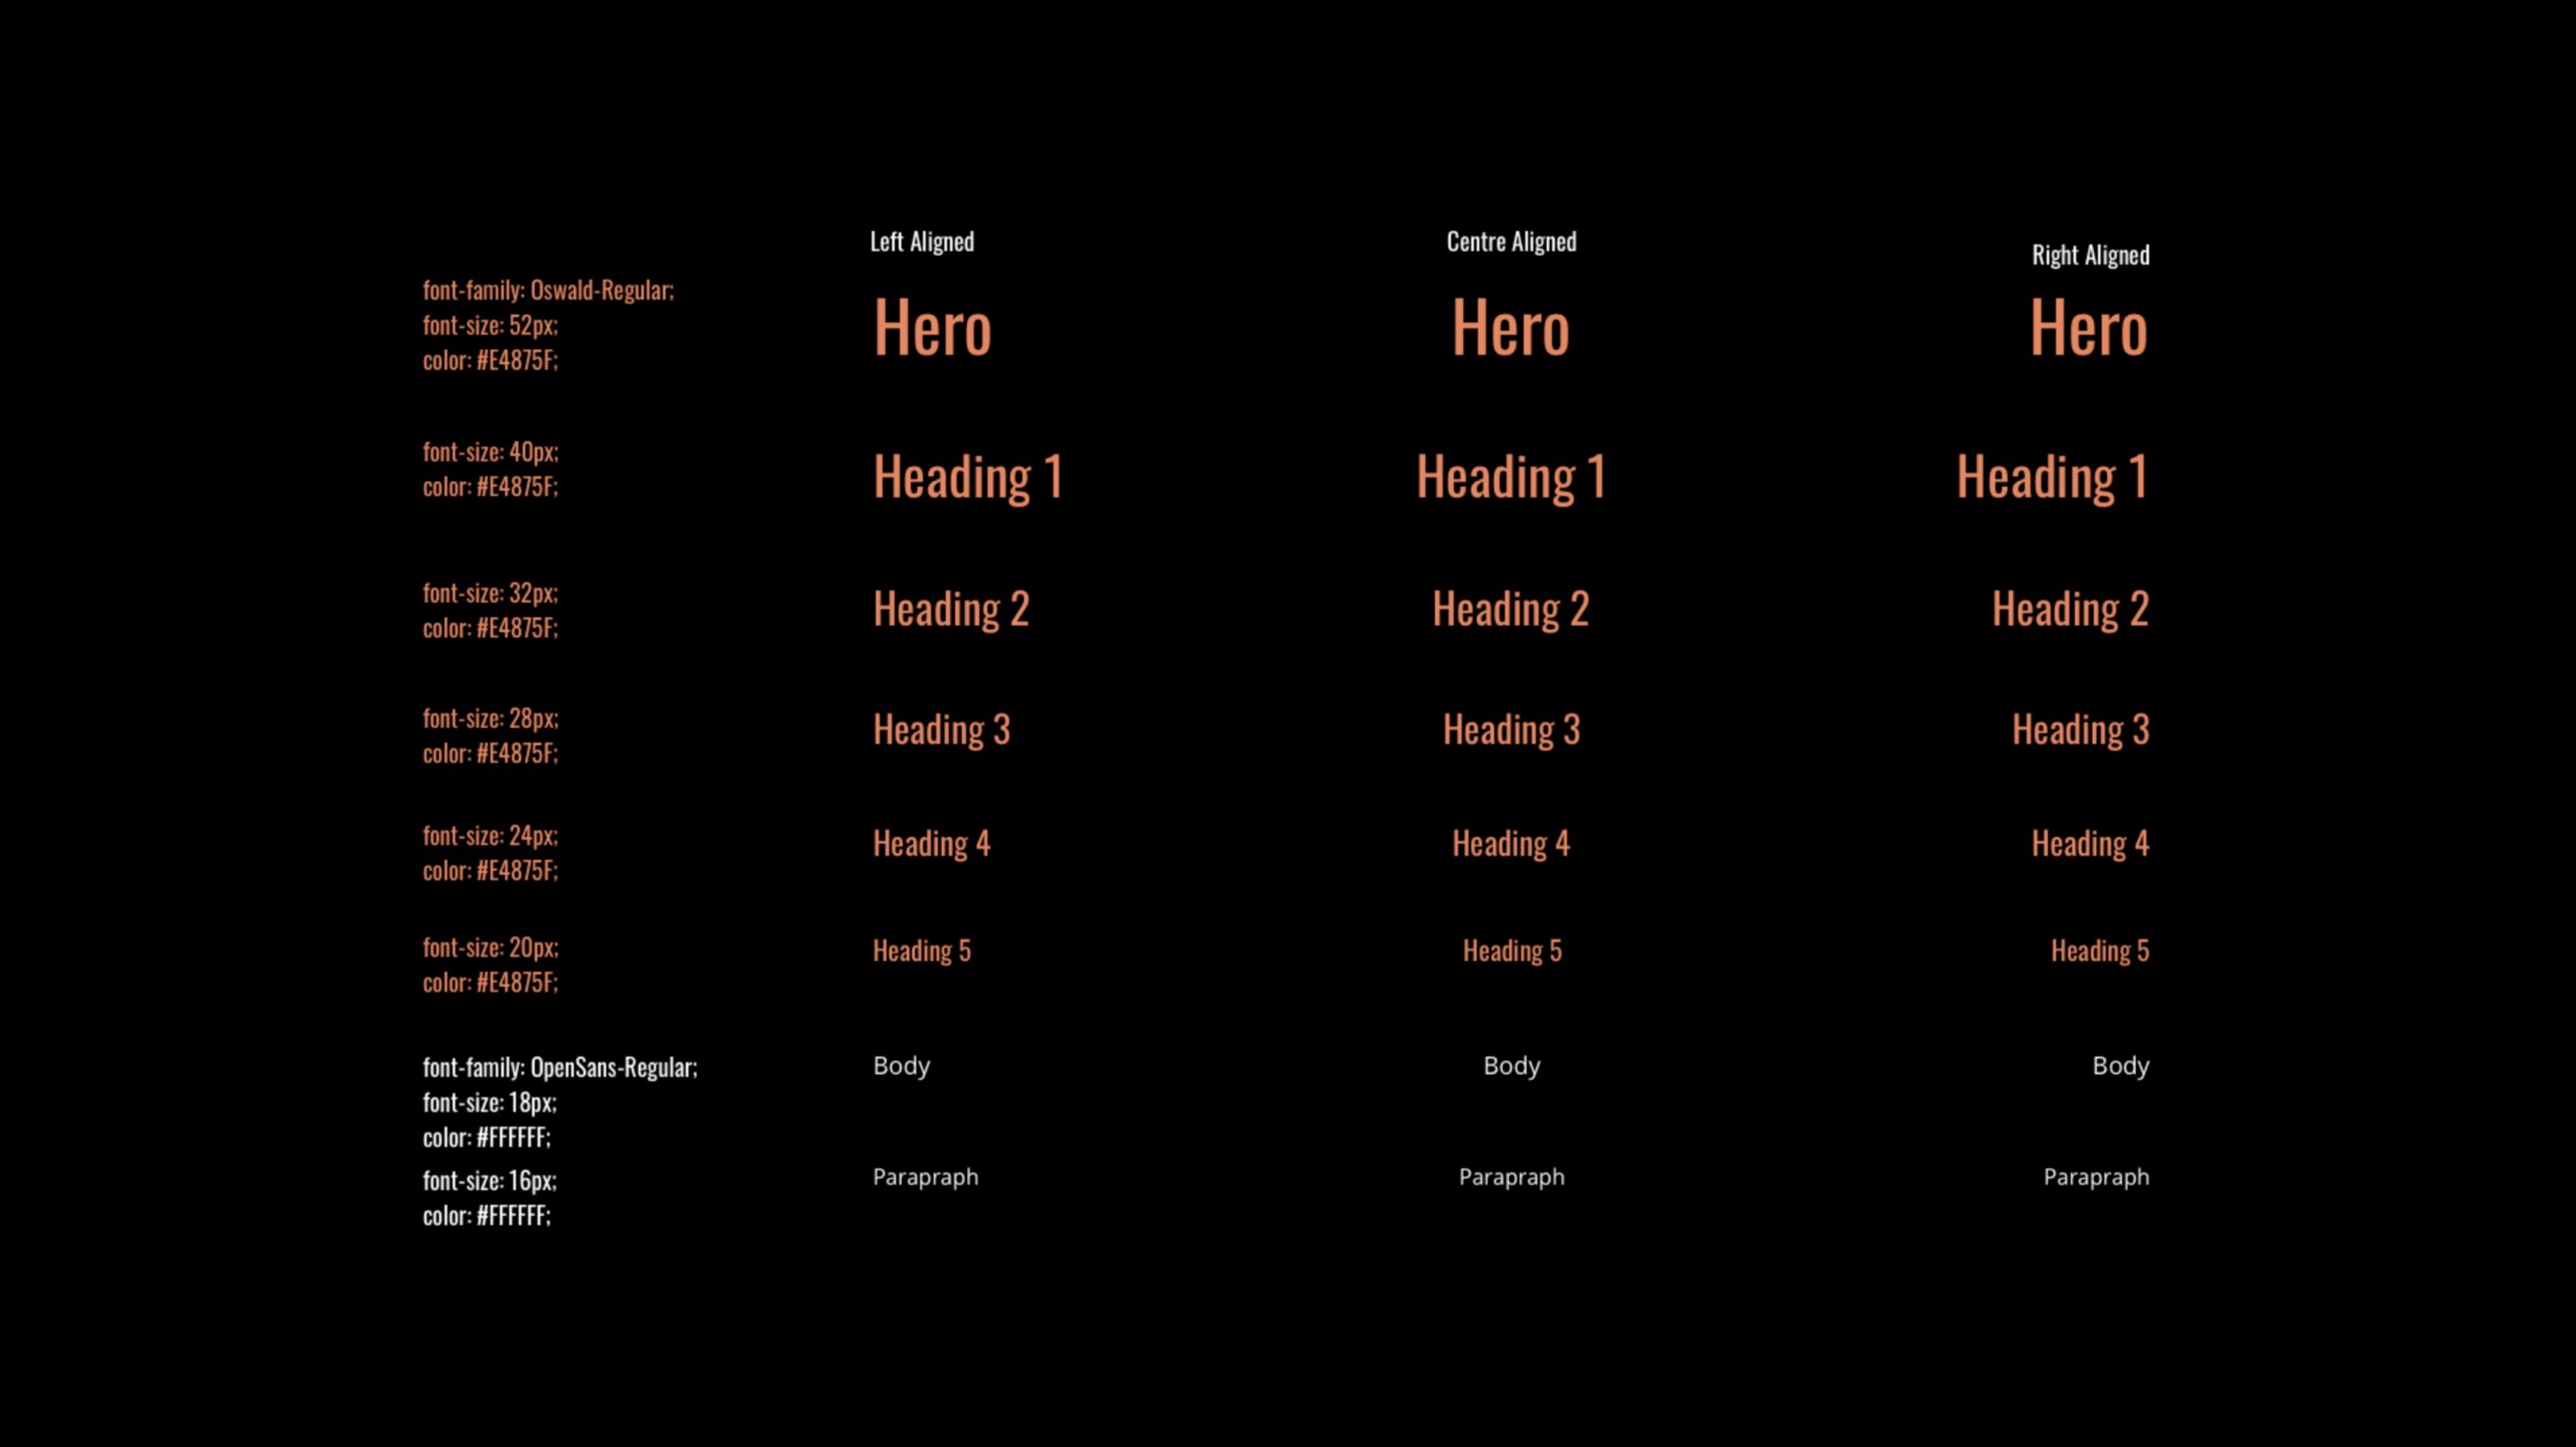 Left Aligned
Centre Aligned
Right Aligned
font-family: Oswald-Regular;
font-size: 52px;
color: #E4875F;
Hero
Hero
Hero
font-size: 40px;
color: #E4875F;
Heading 1
Heading 1
Heading 1
font-size: 32px;
color: #E4875F;
Heading 2
Heading 2
Heading 2
font-size: 28px;
color: #E4875F;
Heading 3
Heading 3
Heading 3
font-size: 24px;
color: #E4875F;
Heading 4
Heading 4
Heading 4
font-size: 20px;
color: #E4875F;
Heading 5
Heading 5
Heading 5
font-family: OpenSans-Regular;
font-size: 18px;
color: #FFFFFF;
Body
Body
Body
font-size: 16px;
color: #FFFFFF;
Parapraph
Parapraph
Parapraph